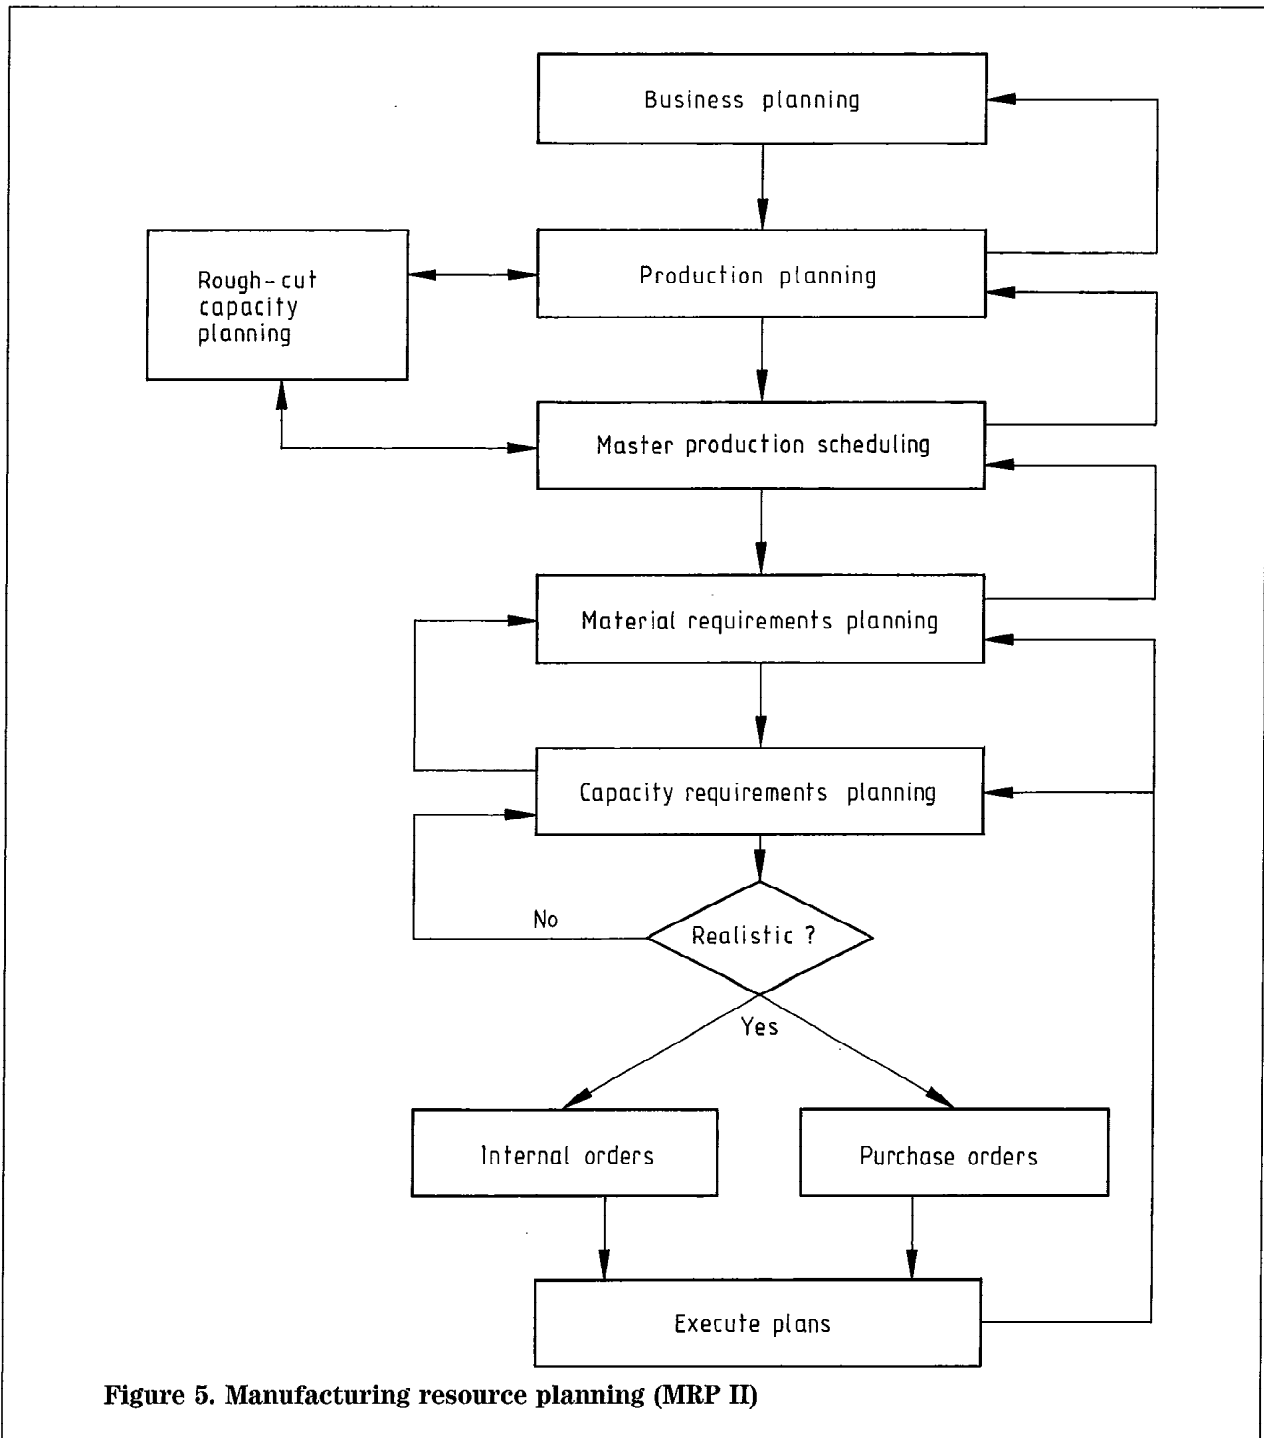 Business planning
Rough-cut
capacity
planning
Production planning
Master production scheduling
Material requirements planning
Capacity requirements planning
No
Realistic ?
Yes
Internal orders
Purchase orders
Execute plans
Figure 5. Manufacturing resource planning (MRP II)